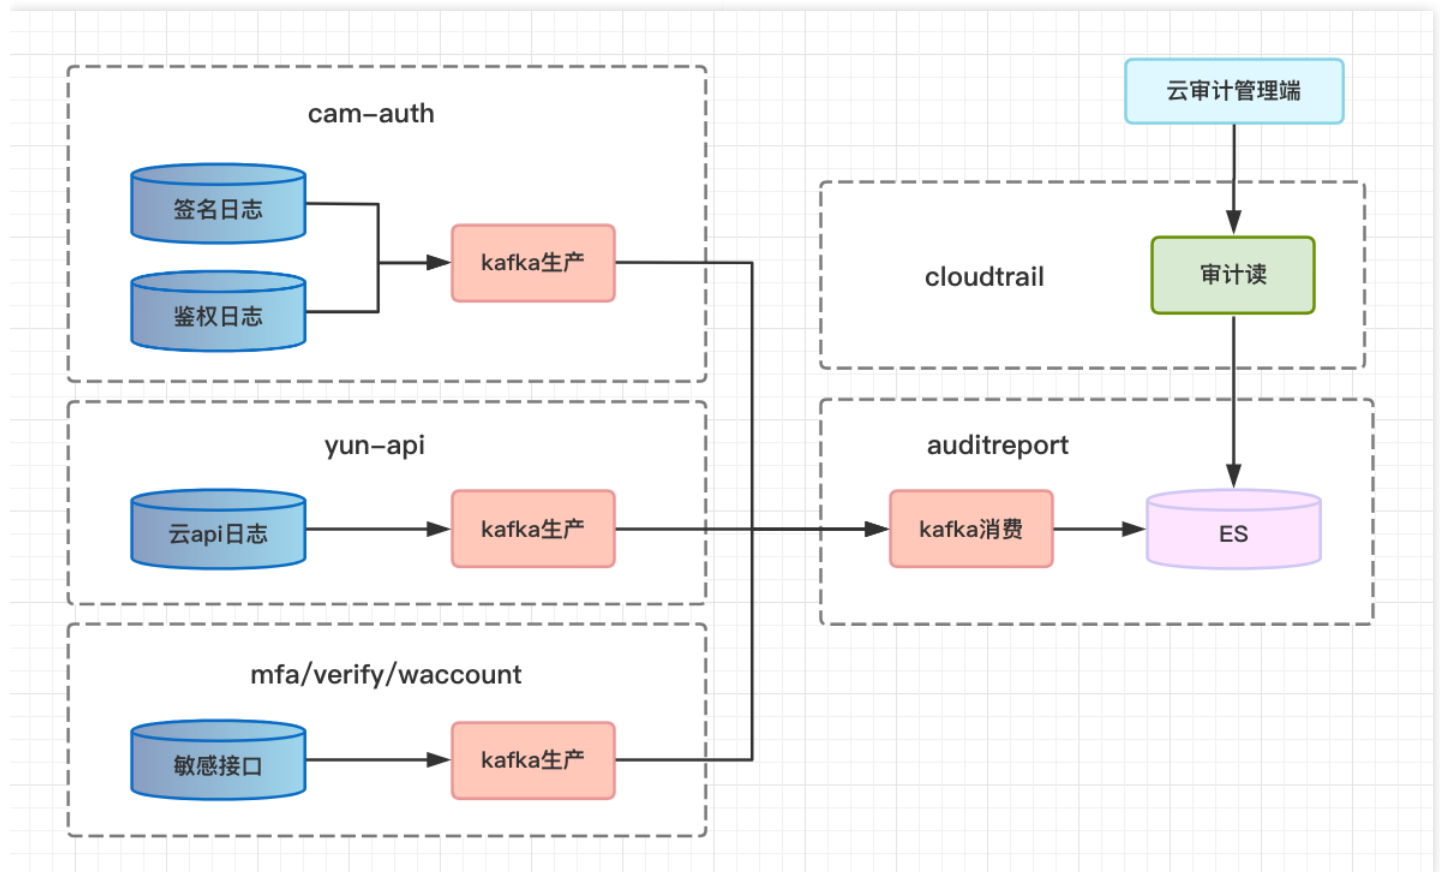 cam-auth
签名日志
鉴权日志
kafka生产
yun-api
云api日志
kafka生产
mfa/verify/waccount
敏感接口
kafka生产
云审计管理端
cloudtrail
审计读
auditreport
kafka消费
ES